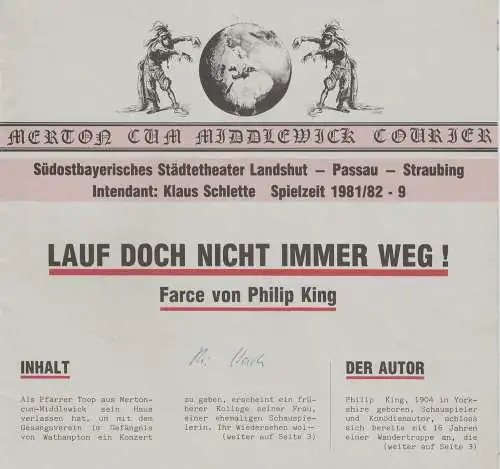 MERTON CUM MIDDLEWICK COURIER
Südostbayerisches Städtetheater Landshut – Passau – Straubing
Intendant: Klaus Schlette Spielzeit 1981/82 - 9
LAUF DOCH NICHT IMMER WEG !
Farce von Philip King
INHALT
Als Pfarrer Toop aus Merton-
cum-Middlewick sein Haus
verlassen hat, um mit dem
Gesangverein im Gefängnis
von Wathampton ein Konzert
zu geben, erscheint ein frü-
herer Kollege seiner Frau,
einer ehemaligen Schauspie-
lerin. Ihr Wiedersehen wol-
(weiter auf Seite 3)
DER AUTOR
Philip King, 1904 in York-
shire geboren, Schauspieler
und Komödienautor, schloss
sich bereits mit 16 Jahren
einer Wandertruppe an, die
(weiter auf Seite 3)